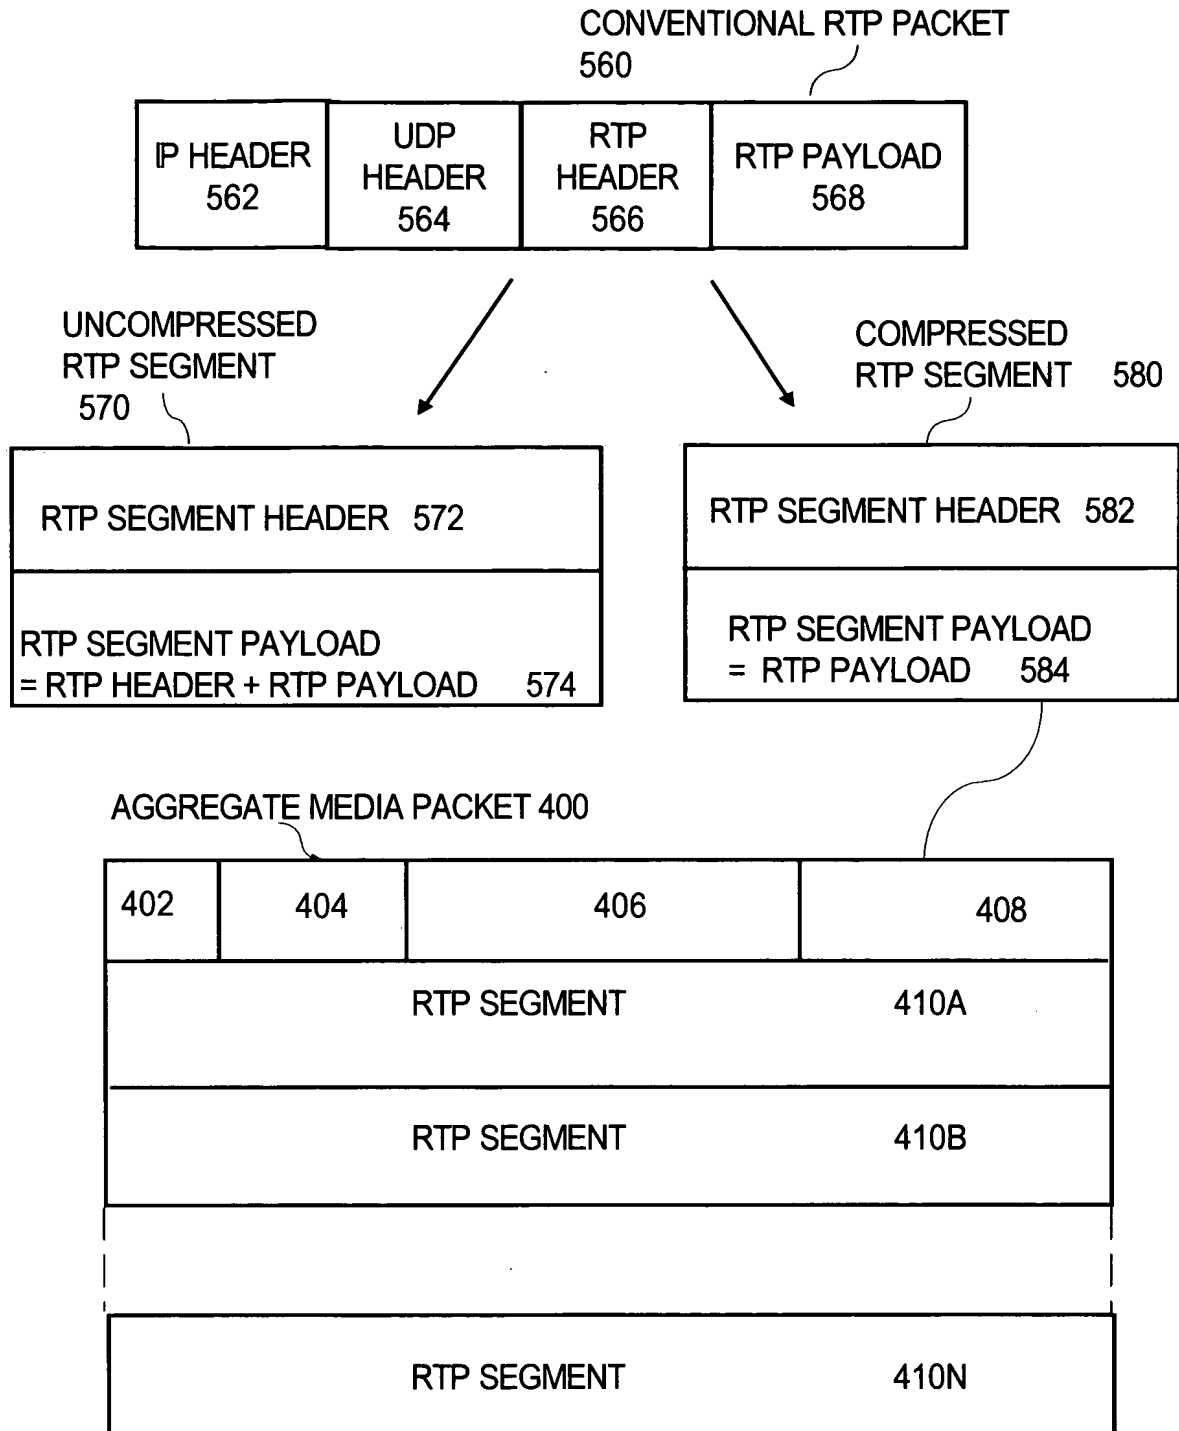 CONVENTIONAL RTP PACKET
560
IP HEADER
562
UDP
HEADER
564
RTP
HEADER
566
RTP PAYLOAD
568
UNCOMPRESSED
RTP SEGMENT
570
COMPRESSED
RTP SEGMENT 580
RTP SEGMENT HEADER 572
RTP SEGMENT PAYLOAD
= RTP HEADER + RTP PAYLOAD 574
RTP SEGMENT HEADER 582
RTP SEGMENT PAYLOAD
= RTP PAYLOAD 584
AGGREGATE MEDIA PACKET 400
402 404 406 408
RTP SEGMENT 410A
RTP SEGMENT 410B
RTP SEGMENT 410N